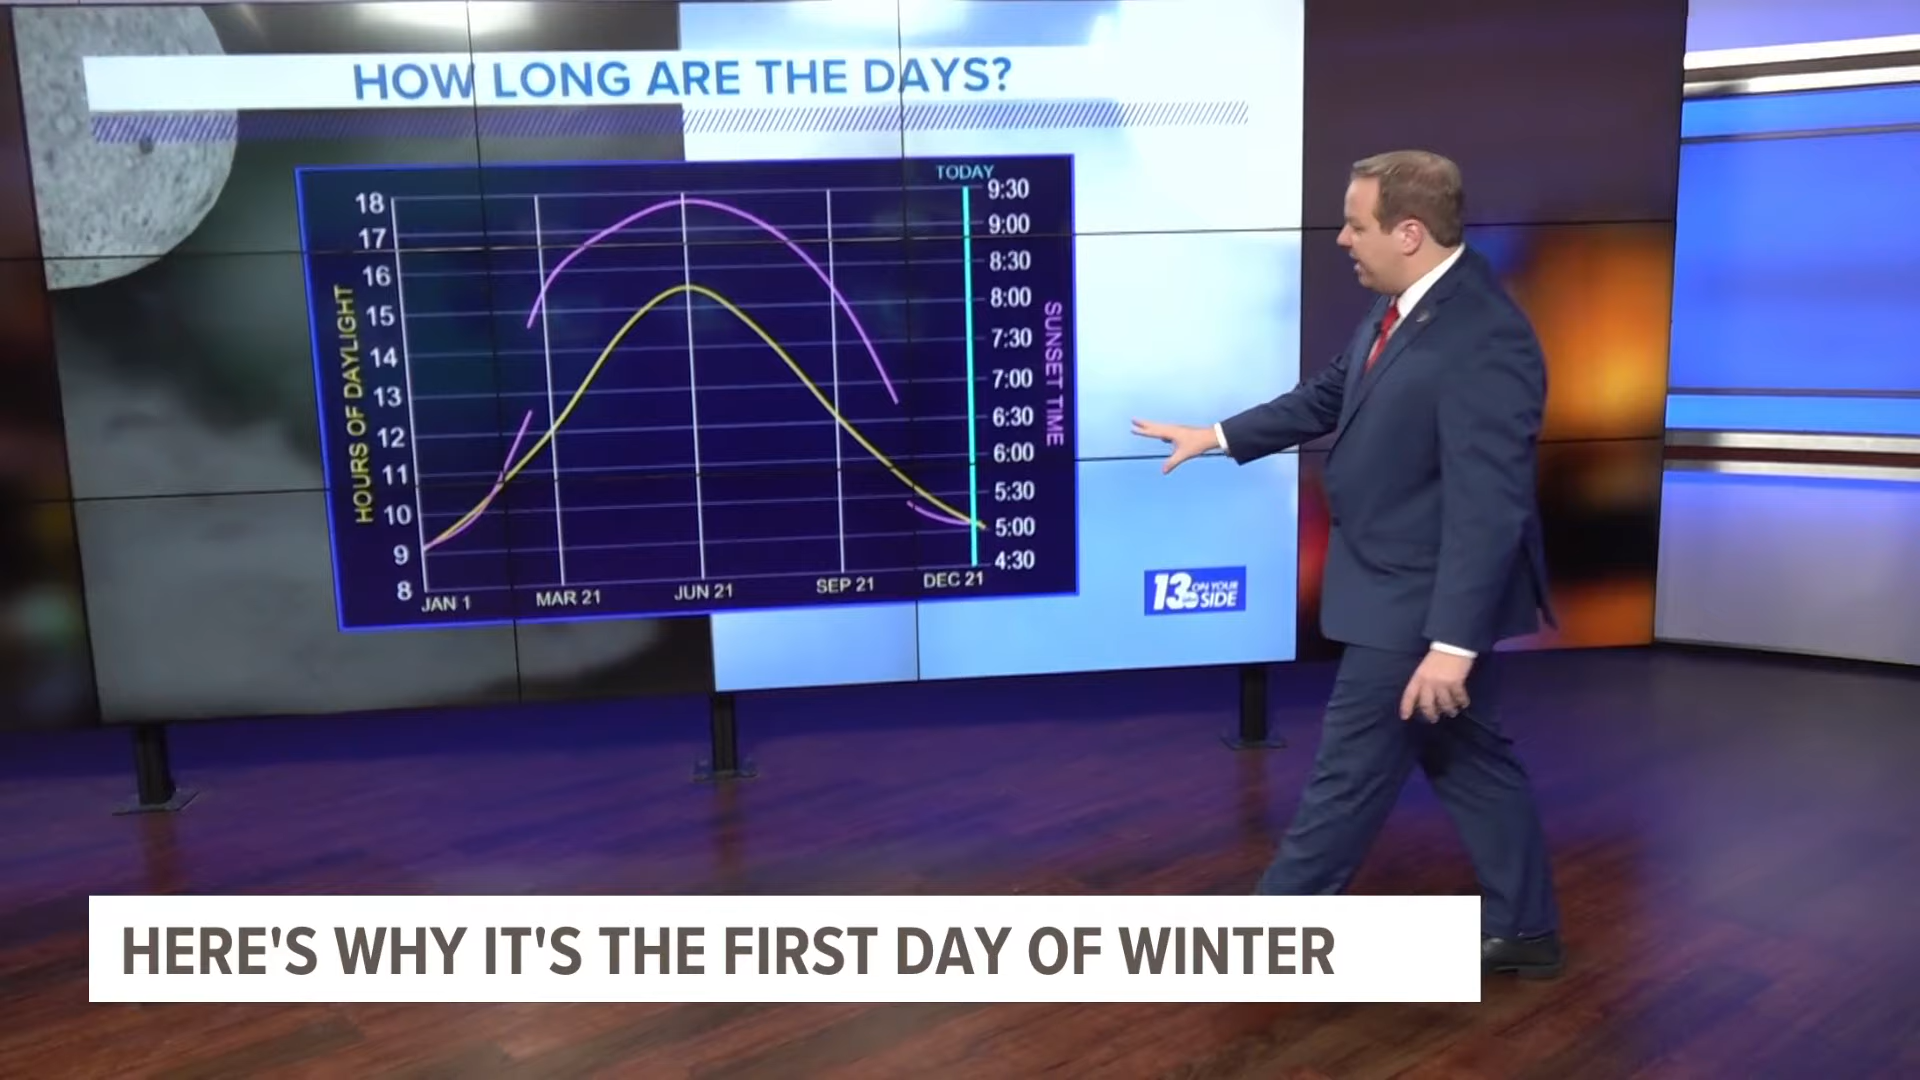 HOW LONG ARE THE DAYS?
TODAY
18
17
16
15
14
13
12
11
10
9
8
HOURS OF DAYLIGHT
9:30
9:00
8:30
8:00
7:30
7:00
6:30
6:00
5:30
5:00
4:30
SUNSET TIME
JAN 1
MAR 21
JUN 21
SEP 21
DEC 21
13 ON YOUR
SIDE
HERE'S WHY IT'S THE FIRST DAY OF WINTER